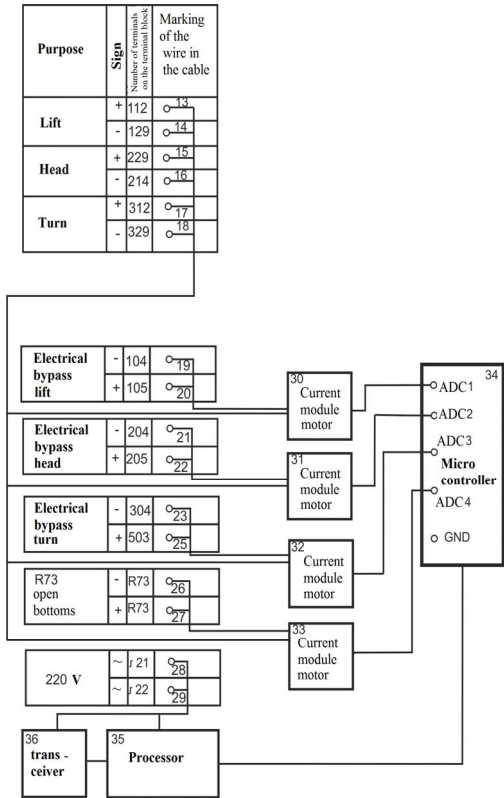 Purpose
Sign
Number of terminals
on the terminal block
Marking
of the
wire in
the cable
Lift
+ 112 13
- 129 14
Head
+ 229 15
- 214 16
Turn
+ 312 17
- 329 18
Electrical
bypass
lift
- 104 19
+ 105 20
Electrical
bypass
head
- 204 21
+ 205 22
Electrical
bypass
turn
- 304 23
+ 503 25
R73
open
bottoms
- R73 26
+ R73 27
220 V
~ 21 28
~ 22 29
30
Current
module
motor
31
Current
module
motor
32
Current
module
motor
33
Current
module
motor
34
ADC1
ADC2
ADC3
Micro
controller
ADC4
GND
36
trans -
ceiver
35
Processor